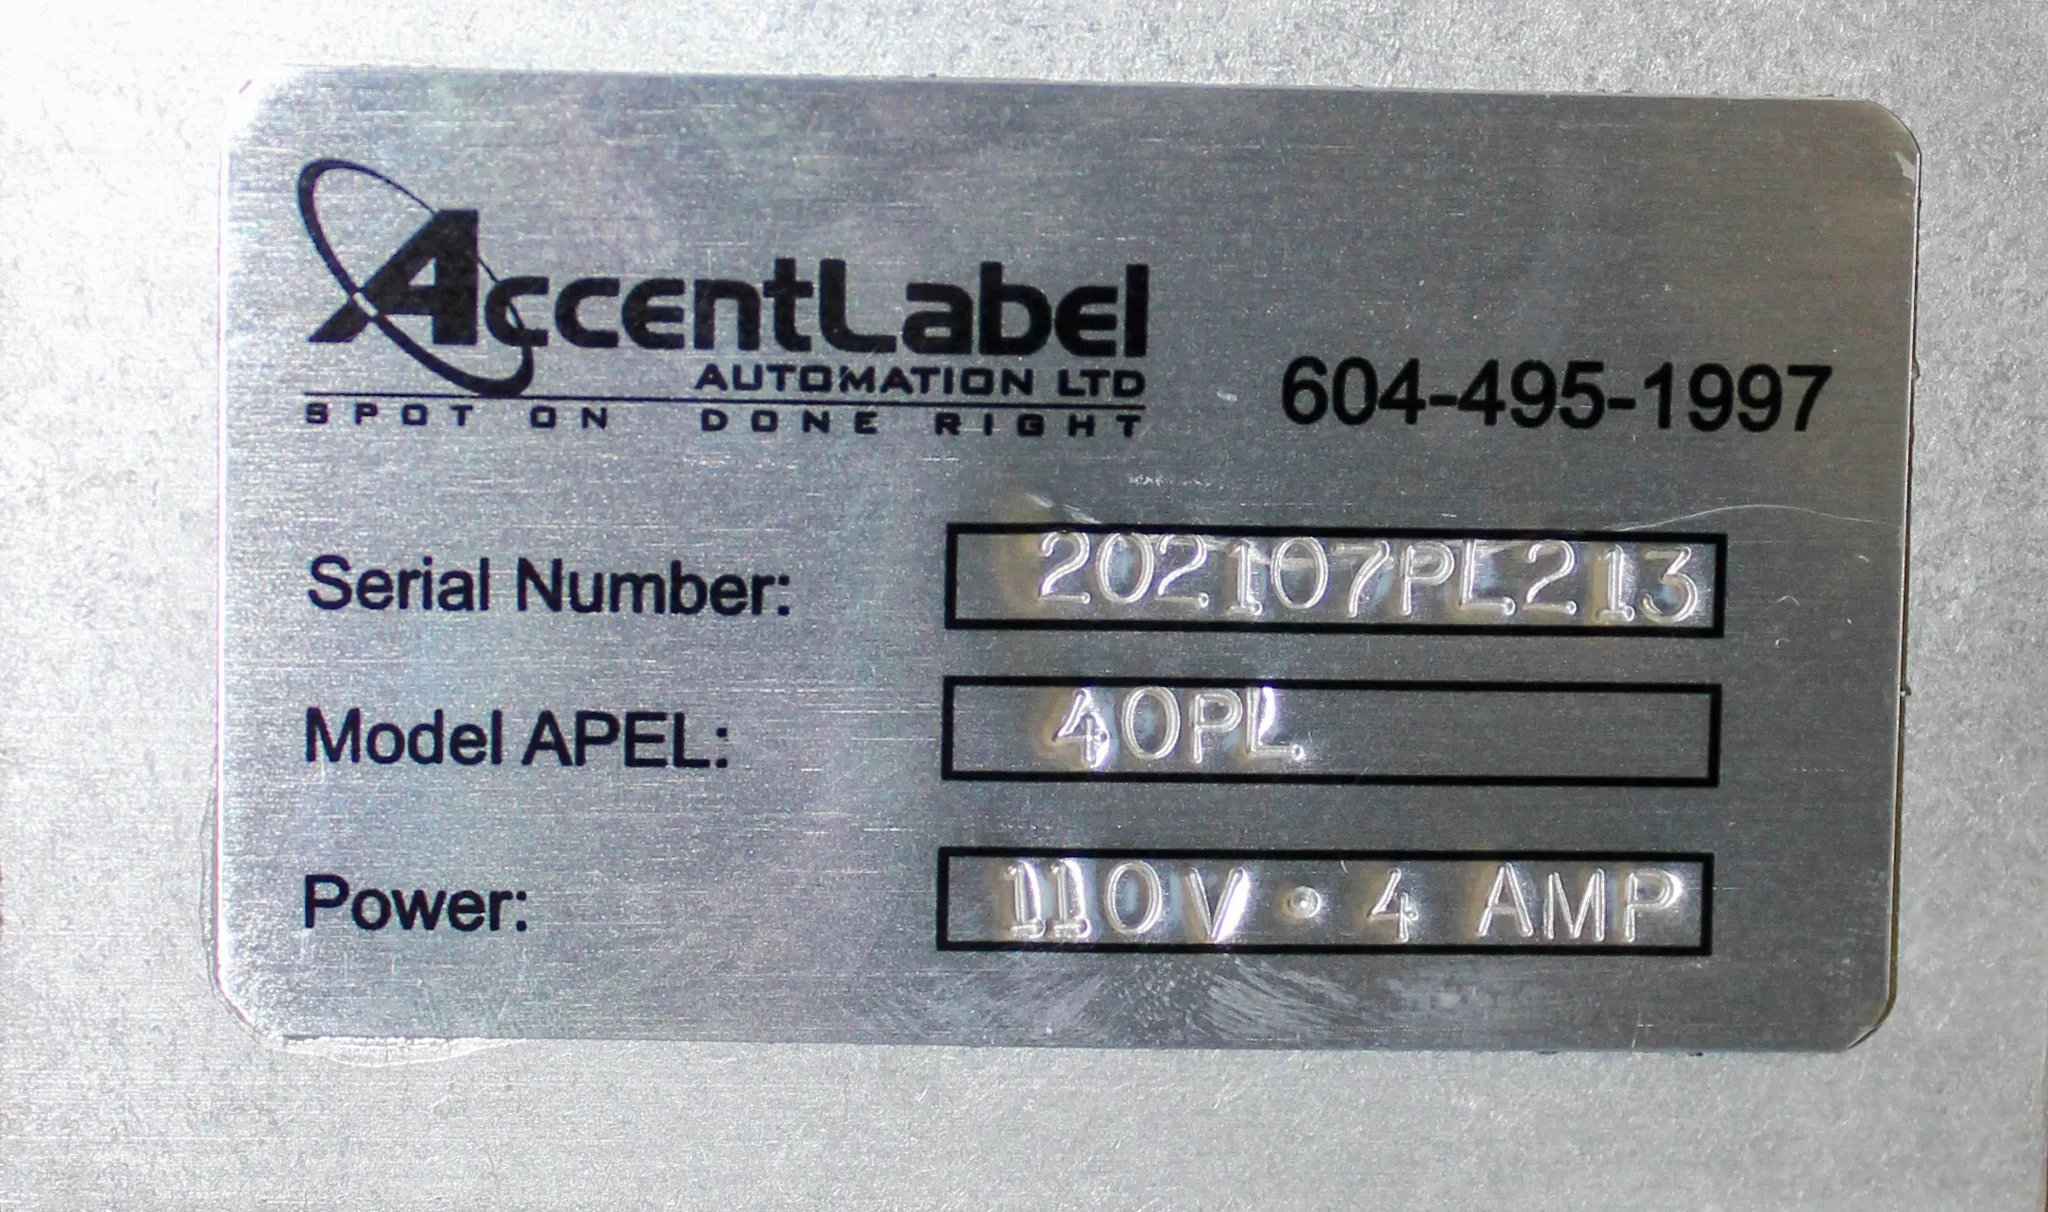 AccentLabel
AUTOMATION LTD
SPOT ON DONE RIGHT
604-495-1997
Serial Number: 202107PL213
Model APEL: 40PL
Power: 110V · 4 AMP